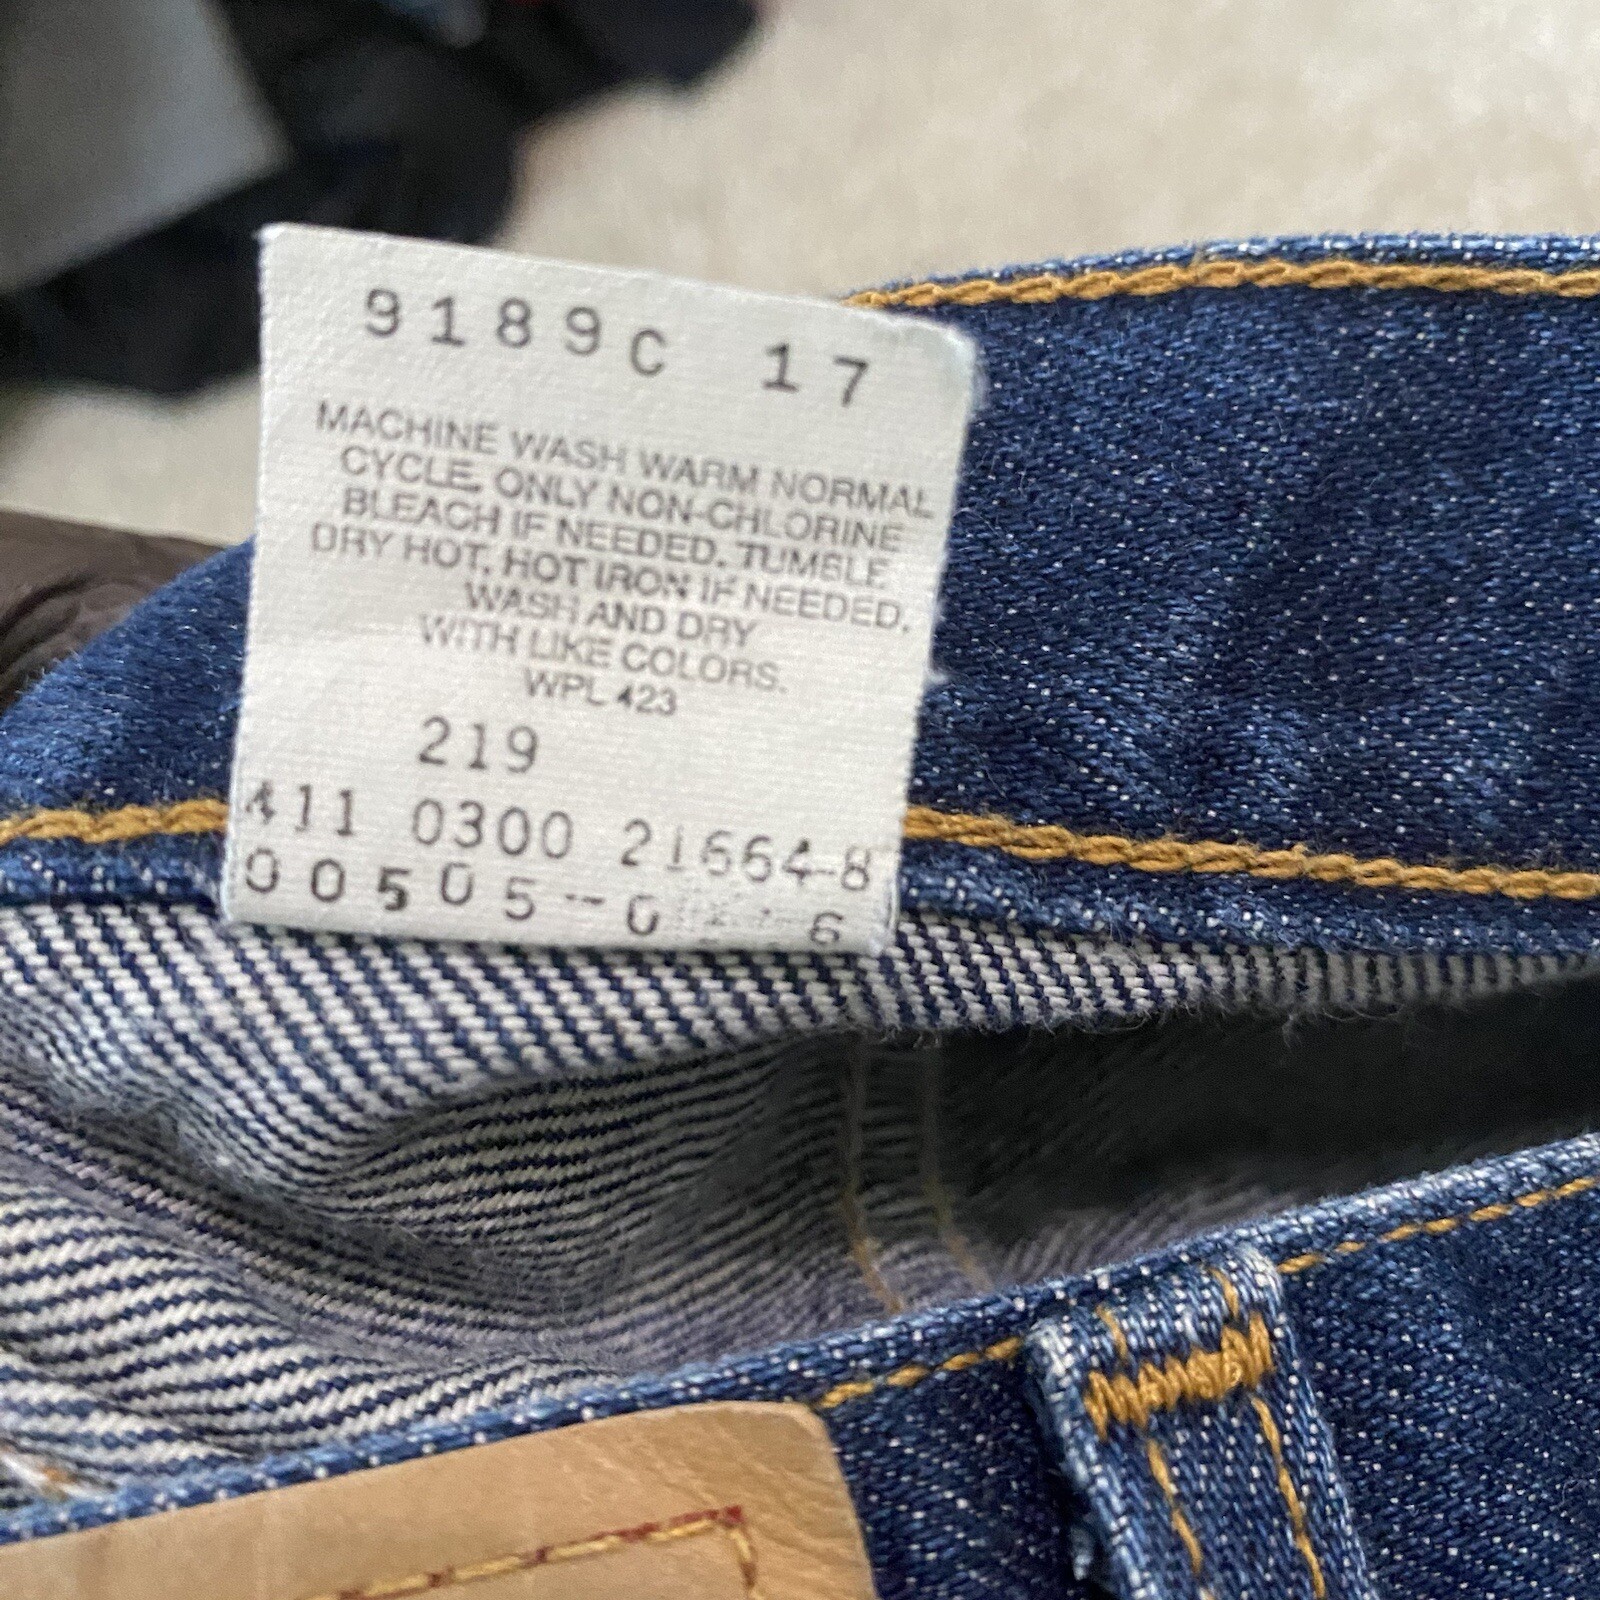 9189C 17
MACHINE WASH WARM NORMAL
CYCLE. ONLY NON-CHLORINE
BLEACH IF NEEDED. TUMBLE
DRY HOT. HOT IRON IF NEEDED.
WASH AND DRY
WITH LIKE COLORS.
WPL 423
219
411 0300 21664-8
00505--0